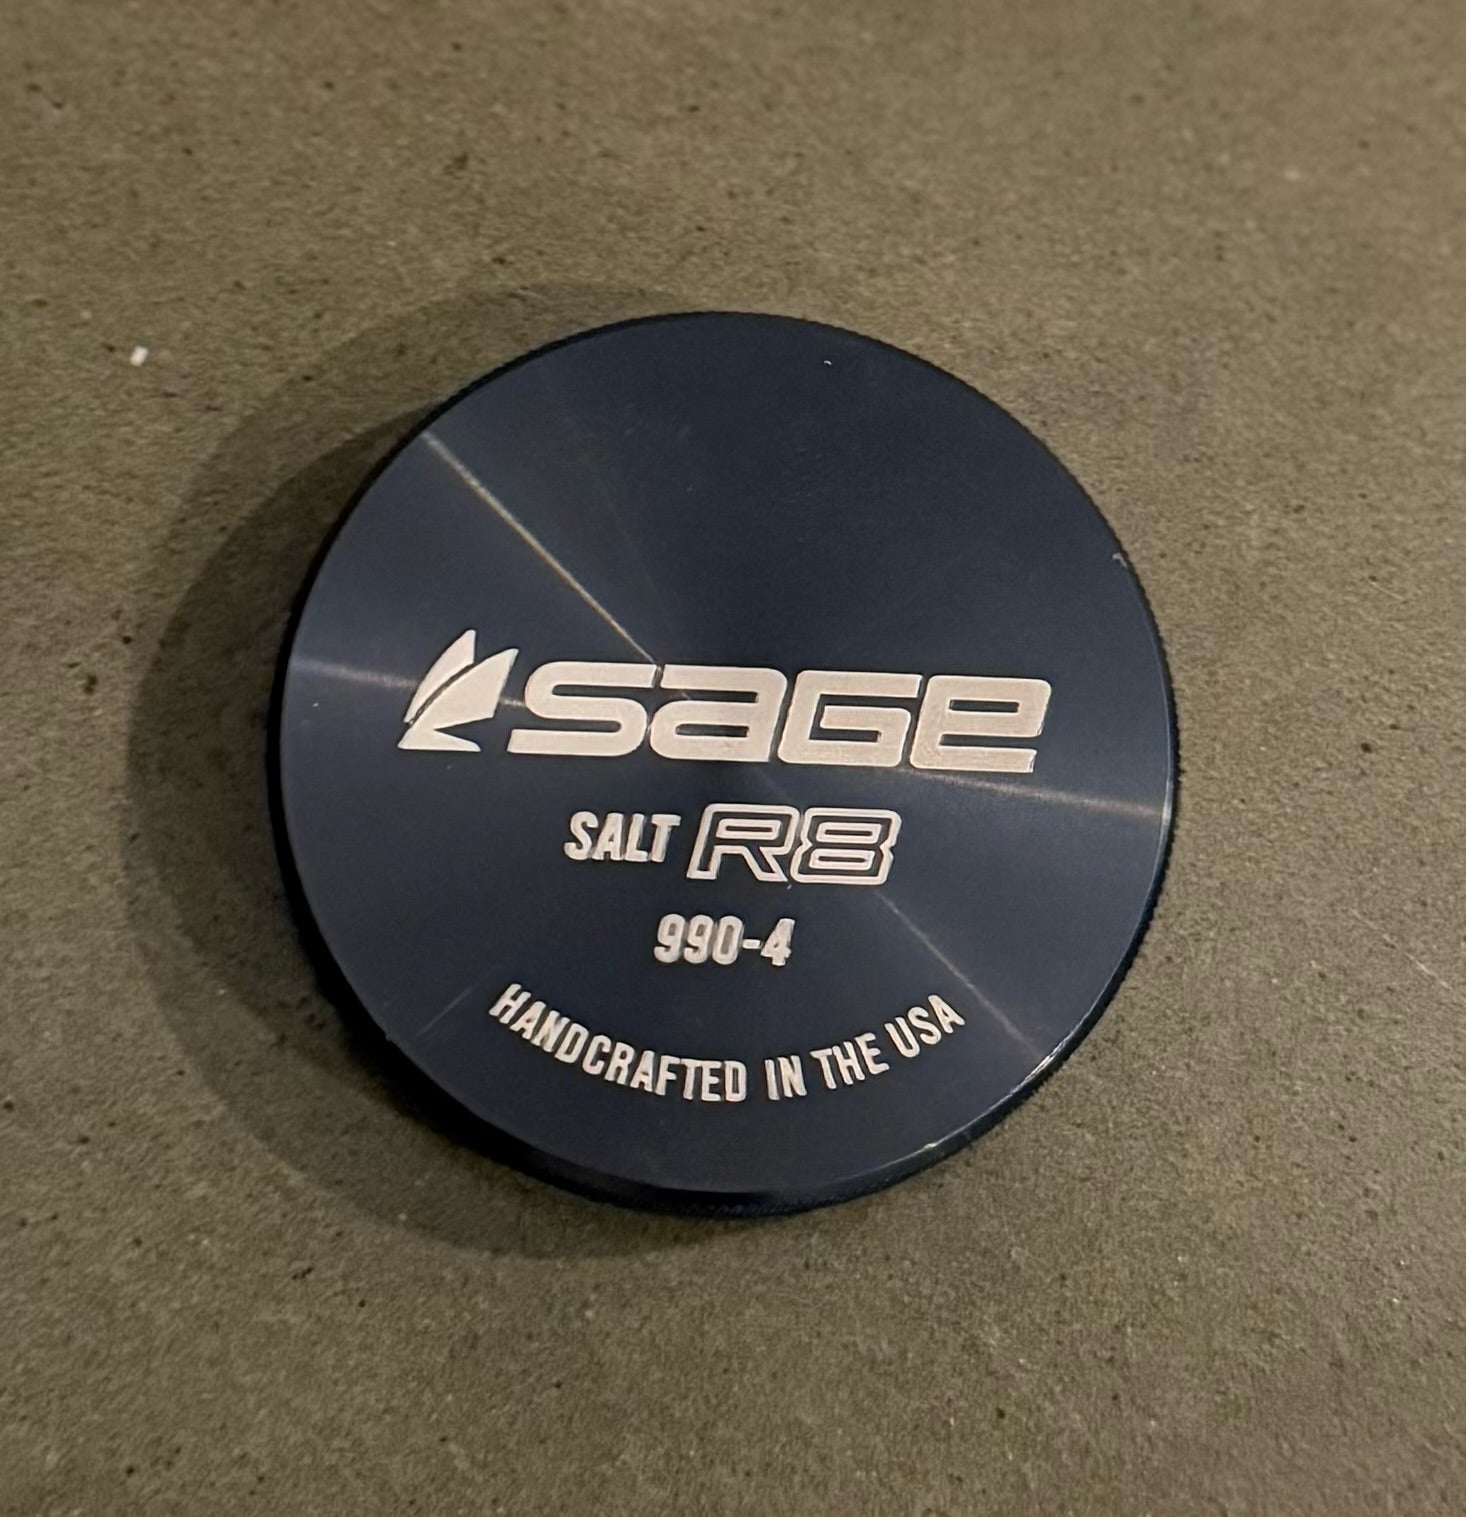 sage
SALT R8
990-4
HANDCRAFTED IN THE USA